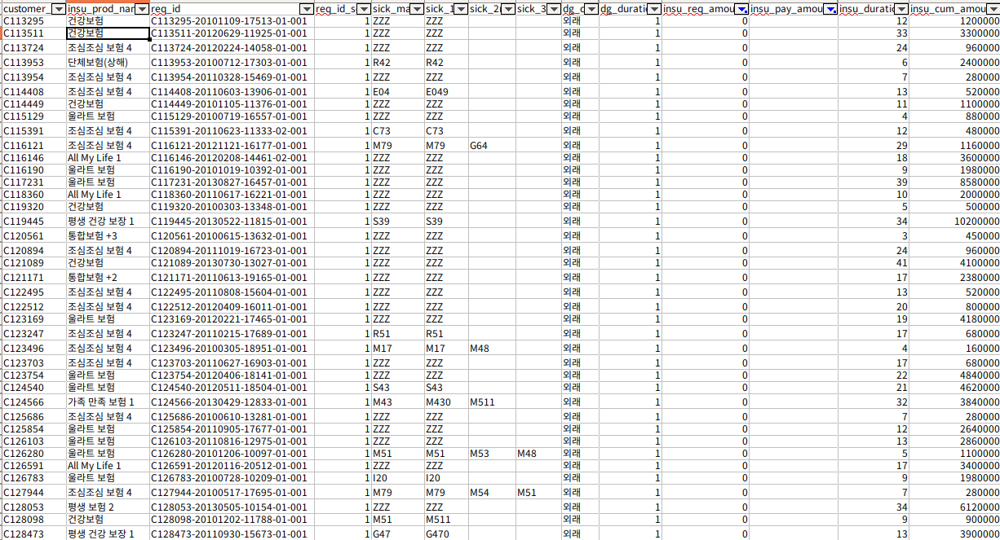 customer_ insu_prod_nar req_id req_id_s sick_ma sick_1 sick_2 sick_3 dg_c dg_durati insu_req_amou insu_pay_amou insu_duratio insu_cum_amou
C113295 건강보험 C113295-20101109-17513-01-001 1 ZZZ ZZZ 외래 1 0 12 1200000
C113511 건강보험 C113511-20120629-11925-01-001 1 ZZZ ZZZ 외래 1 0 33 3300000
C113724 조심조심 보험 4 C113724-20120224-14058-01-001 1 ZZZ ZZZ 외래 1 0 24 960000
C113953 단체보험(상해) C113953-20100712-17303-01-001 1 R42 R42 외래 1 0 6 2400000
C113954 조심조심 보험 4 C113954-20110328-15469-01-001 1 ZZZ ZZZ 외래 1 0 7 280000
C114408 조심조심 보험 4 C114408-20110603-13906-01-001 1 E04 E049 외래 1 0 13 520000
C114449 건강보험 C114449-20101105-11376-01-001 1 ZZZ ZZZ 외래 1 0 11 1100000
C115129 울라트 보험 C115129-20100719-16557-01-001 1 ZZZ ZZZ 외래 1 0 4 880000
C115391 조심조심 보험 4 C115391-20110623-11333-02-001 1 C73 C73 외래 1 0 12 480000
C116121 조심조심 보험 4 C116121-20121121-16177-01-001 1 M79 M79 G64 외래 1 0 29 1160000
C116146 All My Life 1 C116146-20120208-14461-02-001 1 ZZZ ZZZ 외래 1 0 18 3600000
C116190 울라트 보험 C116190-20101019-10392-01-001 1 ZZZ ZZZ 외래 1 0 9 1980000
C117231 울라트 보험 C117231-20130827-16457-01-001 1 ZZZ ZZZ 외래 1 0 39 8580000
C118360 All My Life 1 C118360-20110617-16221-01-001 1 ZZZ ZZZ 외래 1 0 10 2000000
C119320 건강보험 C119320-20100303-13348-01-001 1 ZZZ ZZZ 외래 1 0 5 500000
C119445 평생 건강 보장 1 C119445-20130522-11815-01-001 1 S39 S39 외래 1 0 34 10200000
C120561 통합보험 +3 C120561-20100615-13632-01-001 1 ZZZ ZZZ 외래 1 0 3 450000
C120894 조심조심 보험 4 C120894-20111019-16723-01-001 1 ZZZ ZZZ 외래 1 0 24 960000
C121089 건강보험 C121089-20130730-13027-01-001 1 ZZZ ZZZ 외래 1 0 41 4100000
C121171 통합보험 +2 C121171-20110613-19165-01-001 1 ZZZ ZZZ 외래 1 0 17 2380000
C122495 조심조심 보험 4 C122495-20110808-15604-01-001 1 ZZZ ZZZ 외래 1 0 13 520000
C122512 조심조심 보험 4 C122512-20120409-16011-01-001 1 ZZZ ZZZ 외래 1 0 20 800000
C123169 울라트 보험 C123169-20120221-17465-01-001 1 ZZZ ZZZ 외래 1 0 19 4180000
C123247 조심조심 보험 4 C123247-20110215-17689-01-001 1 R51 R51 외래 1 0 17 680000
C123496 조심조심 보험 4 C123496-20100305-18951-01-001 1 M17 M17 M48 외래 1 0 4 160000
C123703 조심조심 보험 4 C123703-20110627-16903-01-001 1 ZZZ ZZZ 외래 1 0 17 680000
C123754 울라트 보험 C123754-20120406-18141-01-001 1 ZZZ ZZZ 외래 1 0 22 4840000
C124540 울라트 보험 C124540-20120511-18504-01-001 1 S43 S43 외래 1 0 21 4620000
C124566 가족 만족 보험 1 C124566-20130429-12833-01-001 1 M43 M430 M511 외래 1 0 32 3840000
C125686 조심조심 보험 4 C125686-20100610-13281-01-001 1 ZZZ ZZZ 외래 1 0 7 280000
C125854 울라트 보험 C125854-20110905-17677-01-001 1 ZZZ ZZZ 외래 1 0 12 2640000
C126103 울라트 보험 C126103-20110816-12975-01-001 1 ZZZ ZZZ 외래 1 0 13 2860000
C126280 울라트 보험 C126280-20101206-10097-01-001 1 M51 M51 M53 M48 외래 1 0 5 1100000
C126591 All My Life 1 C126591-20120116-20512-01-001 1 ZZZ ZZZ 외래 1 0 17 3400000
C126783 울라트 보험 C126783-20100728-10209-01-001 1 I20 I20 외래 1 0 9 1980000
C127944 조심조심 보험 4 C127944-20100517-17695-01-001 1 M79 M79 M54 M51 외래 1 0 7 280000
C128053 평생 보험 2 C128053-20130505-10154-01-001 1 ZZZ ZZZ 외래 1 0 34 6120000
C128098 건강보험 C128098-20101202-11788-01-001 1 M51 M511 외래 1 0 9 900000
C128473 평생 건강 보장 1 C128473-20110930-15673-01-001 1 G47 G470 외래 1 0 13 3900000